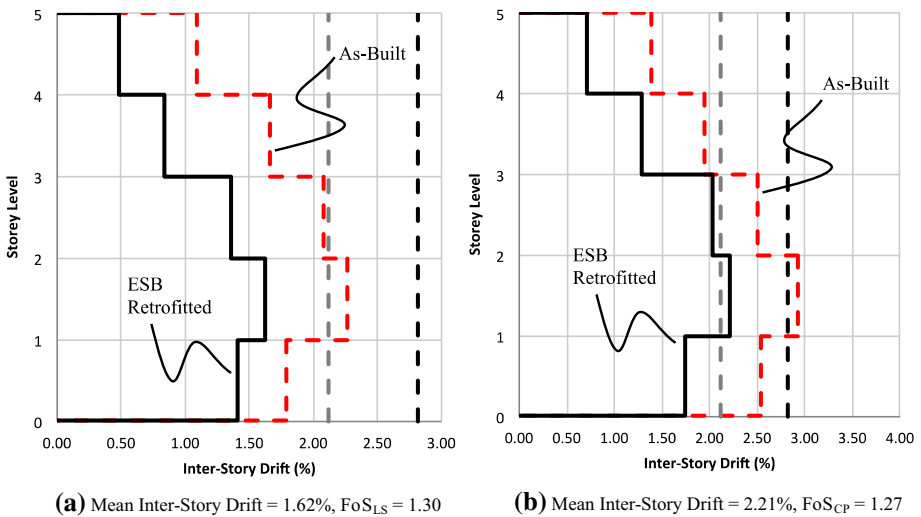 5
4
3
2
1
0
Storey Level
As-Built
ESB
Retrofitted
0.00 0.50 1.00 1.50 2.00 2.50 3.00
Inter-Story Drift (%)
(a) Mean Inter-Story Drift = 1.62%, FoS_LS = 1.30
5
4
3
2
1
0
Storey Level
As-Built
ESB
Retrofitted
0.00 0.50 1.00 1.50 2.00 2.50 3.00 3.50 4.00
Inter-Story Drift (%)
(b) Mean Inter-Story Drift = 2.21%, FoS_CP = 1.27